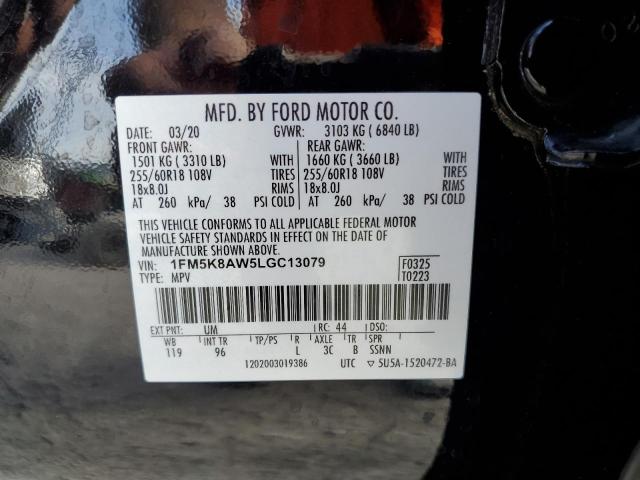 MFD. BY FORD MOTOR CO.
DATE: 03/20 GVWR: 3103 KG ( 6840 LB)
FRONT GAWR: REAR GAWR:
1501 KG ( 3310 LB) WITH 1660 KG ( 3660 LB) WITH
255/60R18 108V TIRES 255/60R18 108V TIRES
18x8.0J RIMS 18x8.0J RIMS
AT 260 kPa/ 38 PSI COLD AT 260 kPa/ 38 PSI COLD
THIS VEHICLE CONFORMS TO ALL APPLICABLE FEDERAL MOTOR
VEHICLE SAFETY STANDARDS IN EFFECT ON THE DATE OF
MANUFACTURE SHOWN ABOVE.
VIN: 1FM5K8AW5LGC13079 F0325
TYPE: MPV T0223
EXT PNT: UM RC: 44 DSO:
WB INT TR TP/PS R AXLE TR SPR
119 96 L 3C B SSNN
1202003019386 UTC ▽ 5U5A-1520472-BA